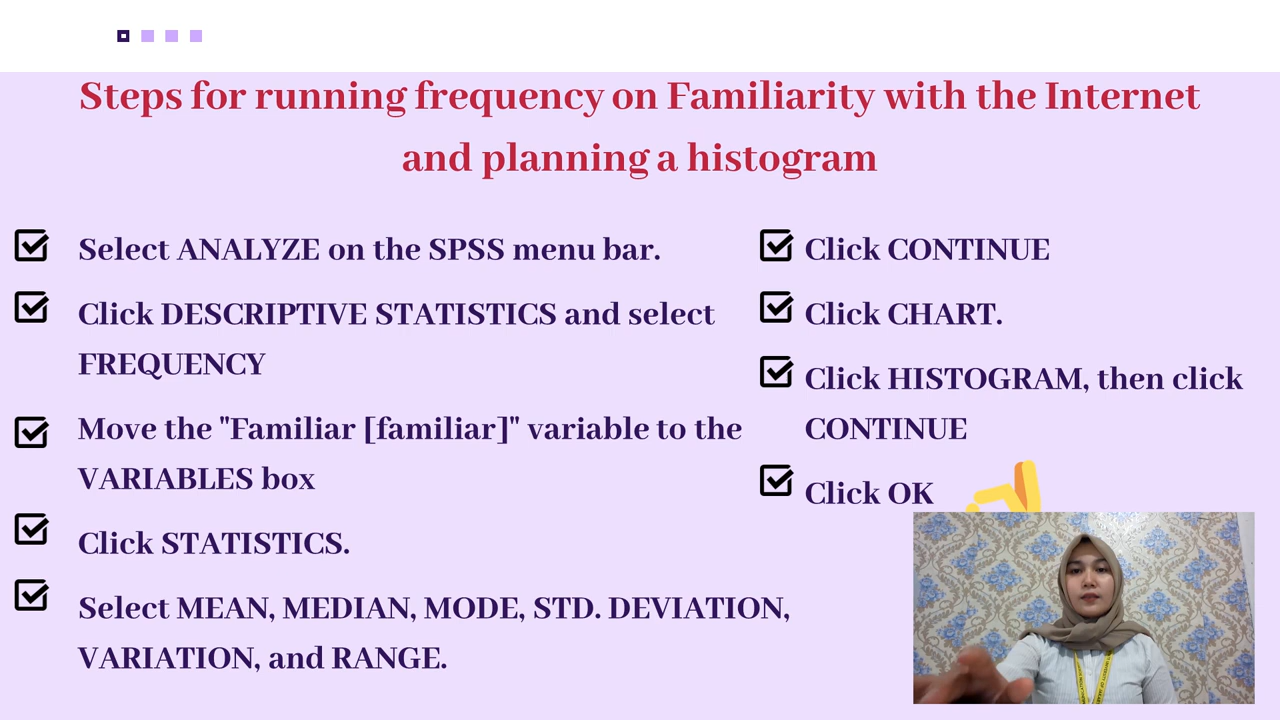 Steps for running frequency on Familiarity with the Internet
and planning a histogram
Select ANALYZE on the SPSS menu bar.
Click DESCRIPTIVE STATISTICS and select
FREQUENCY
Move the "Familiar [familiar]" variable to the
VARIABLES box
Click STATISTICS.
Select MEAN, MEDIAN, MODE, STD. DEVIATION,
VARIATION, and RANGE.
Click CONTINUE
Click CHART.
Click HISTOGRAM, then click
CONTINUE
Click OK